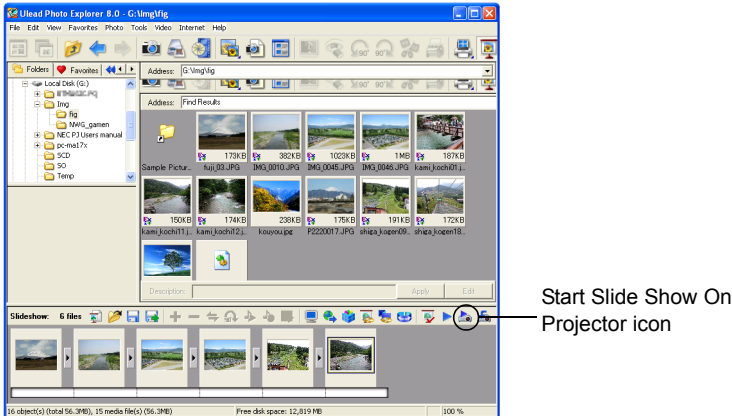 Ulead Photo Explorer 8.0 - G:\Img\fig
File Edit View Favorites Photo Tools Video Internet Help
90° 90°
Folders Favorites
Address: G:\Img\fig
Local Disk (G:)
Img
fig
NWG_gamen
NEC PJ Users manual
pc-ma17x
SCD
SO
Temp
90° 90°
Address: Find Results
173KB 382KB 1023KB 1MB 187KB
Sample Pictur... fuji_03.JPG IMG_0010.JPG IMG_0045.JPG IMG_0046.JPG kami_kochi01.j...
150KB 174KB 238KB 175KB 191KB 172KB
kami_kochi11.j... kami_kochi12.j... kouyou.jpg P2220017.JPG shiga_kogen09... shiga_kogen18...
Description: Apply Edit
Slideshow: 6 files
Start Slide Show On
Projector icon
16 object(s) (total 56.3MB), 15 media file(s) (56.3MB) Free disk space: 12,819 MB 100 %